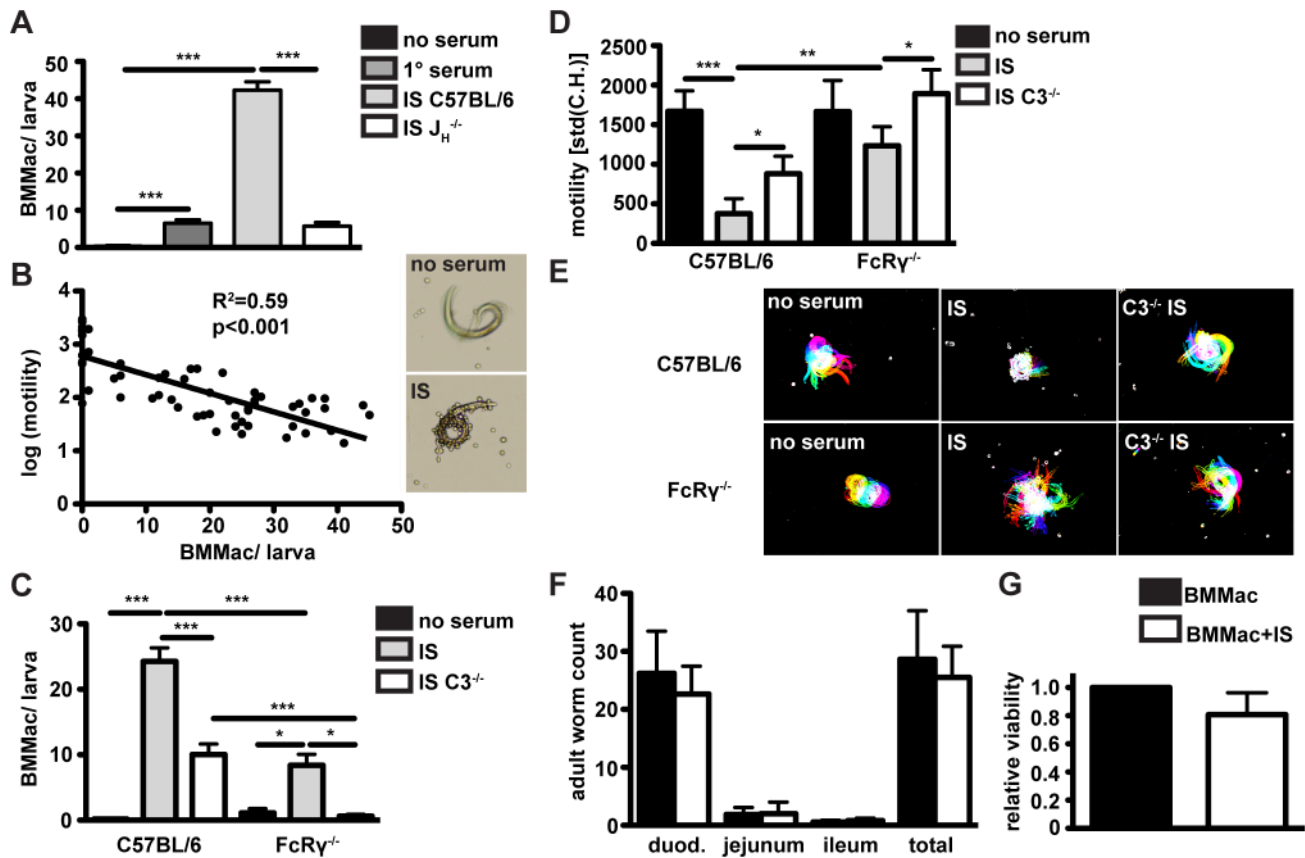 A
BMMac/ larva
50
40
30
20
10
0
***
***
***
no serum
1° serum
IS C57BL/6
IS JH-/-
B
log (motility)
4
3
2
1
0
R²=0.59
p<0.001
0 10 20 30 40 50
BMMac/ larva
no serum
IS
C
BMMac/ larva
30
20
10
0
***
***
***
***
*
*
C57BL/6 FcRγ-/-
no serum
IS
IS C3-/-
D
motility [std(C.H.)]
2500
2000
1500
1000
500
0
***
**
*
*
C57BL/6 FcRγ-/-
no serum
IS
IS C3-/-
E
no serum IS C3-/- IS
C57BL/6
no serum IS C3-/- IS
FcRγ-/-
F
adult worm count
40
30
20
10
0
duod. jejunum ileum total
G
BMMac
BMMac+IS
relative viability
1.0
0.8
0.6
0.4
0.2
0